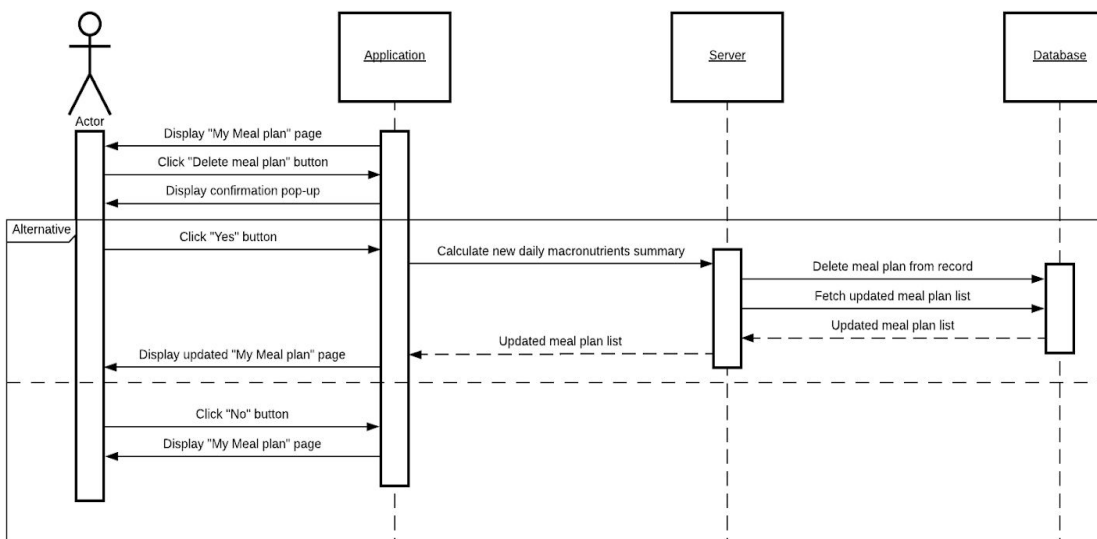 Application
Server
Database
Actor
Display "My Meal plan" page
Click "Delete meal plan" button
Display confirmation pop-up
Alternative
Click "Yes" button
Calculate new daily macronutrients summary
Delete meal plan from record
Fetch updated meal plan list
Updated meal plan list
Updated meal plan list
Display updated "My Meal plan" page
Click "No" button
Display "My Meal plan" page